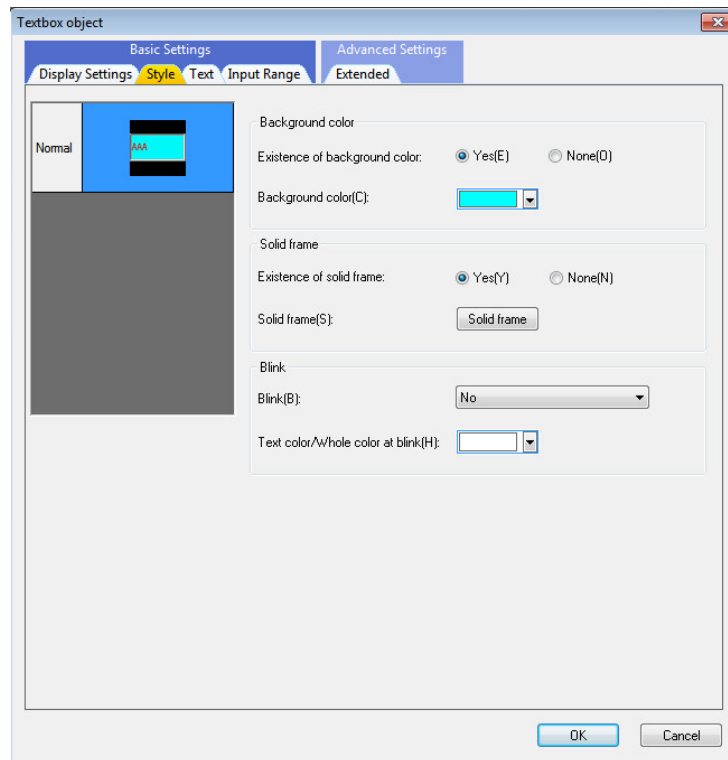 Textbox object
Basic Settings Advanced Settings
Display Settings Style Text Input Range Extended
Normal
AAA
Background color
Existence of background color: Yes(E) None(O)
Background color(C):
Solid frame
Existence of solid frame: Yes(Y) None(N)
Solid frame(S): Solid frame
Blink
Blink(B): No
Text color/Whole color at blink(H):
OK Cancel